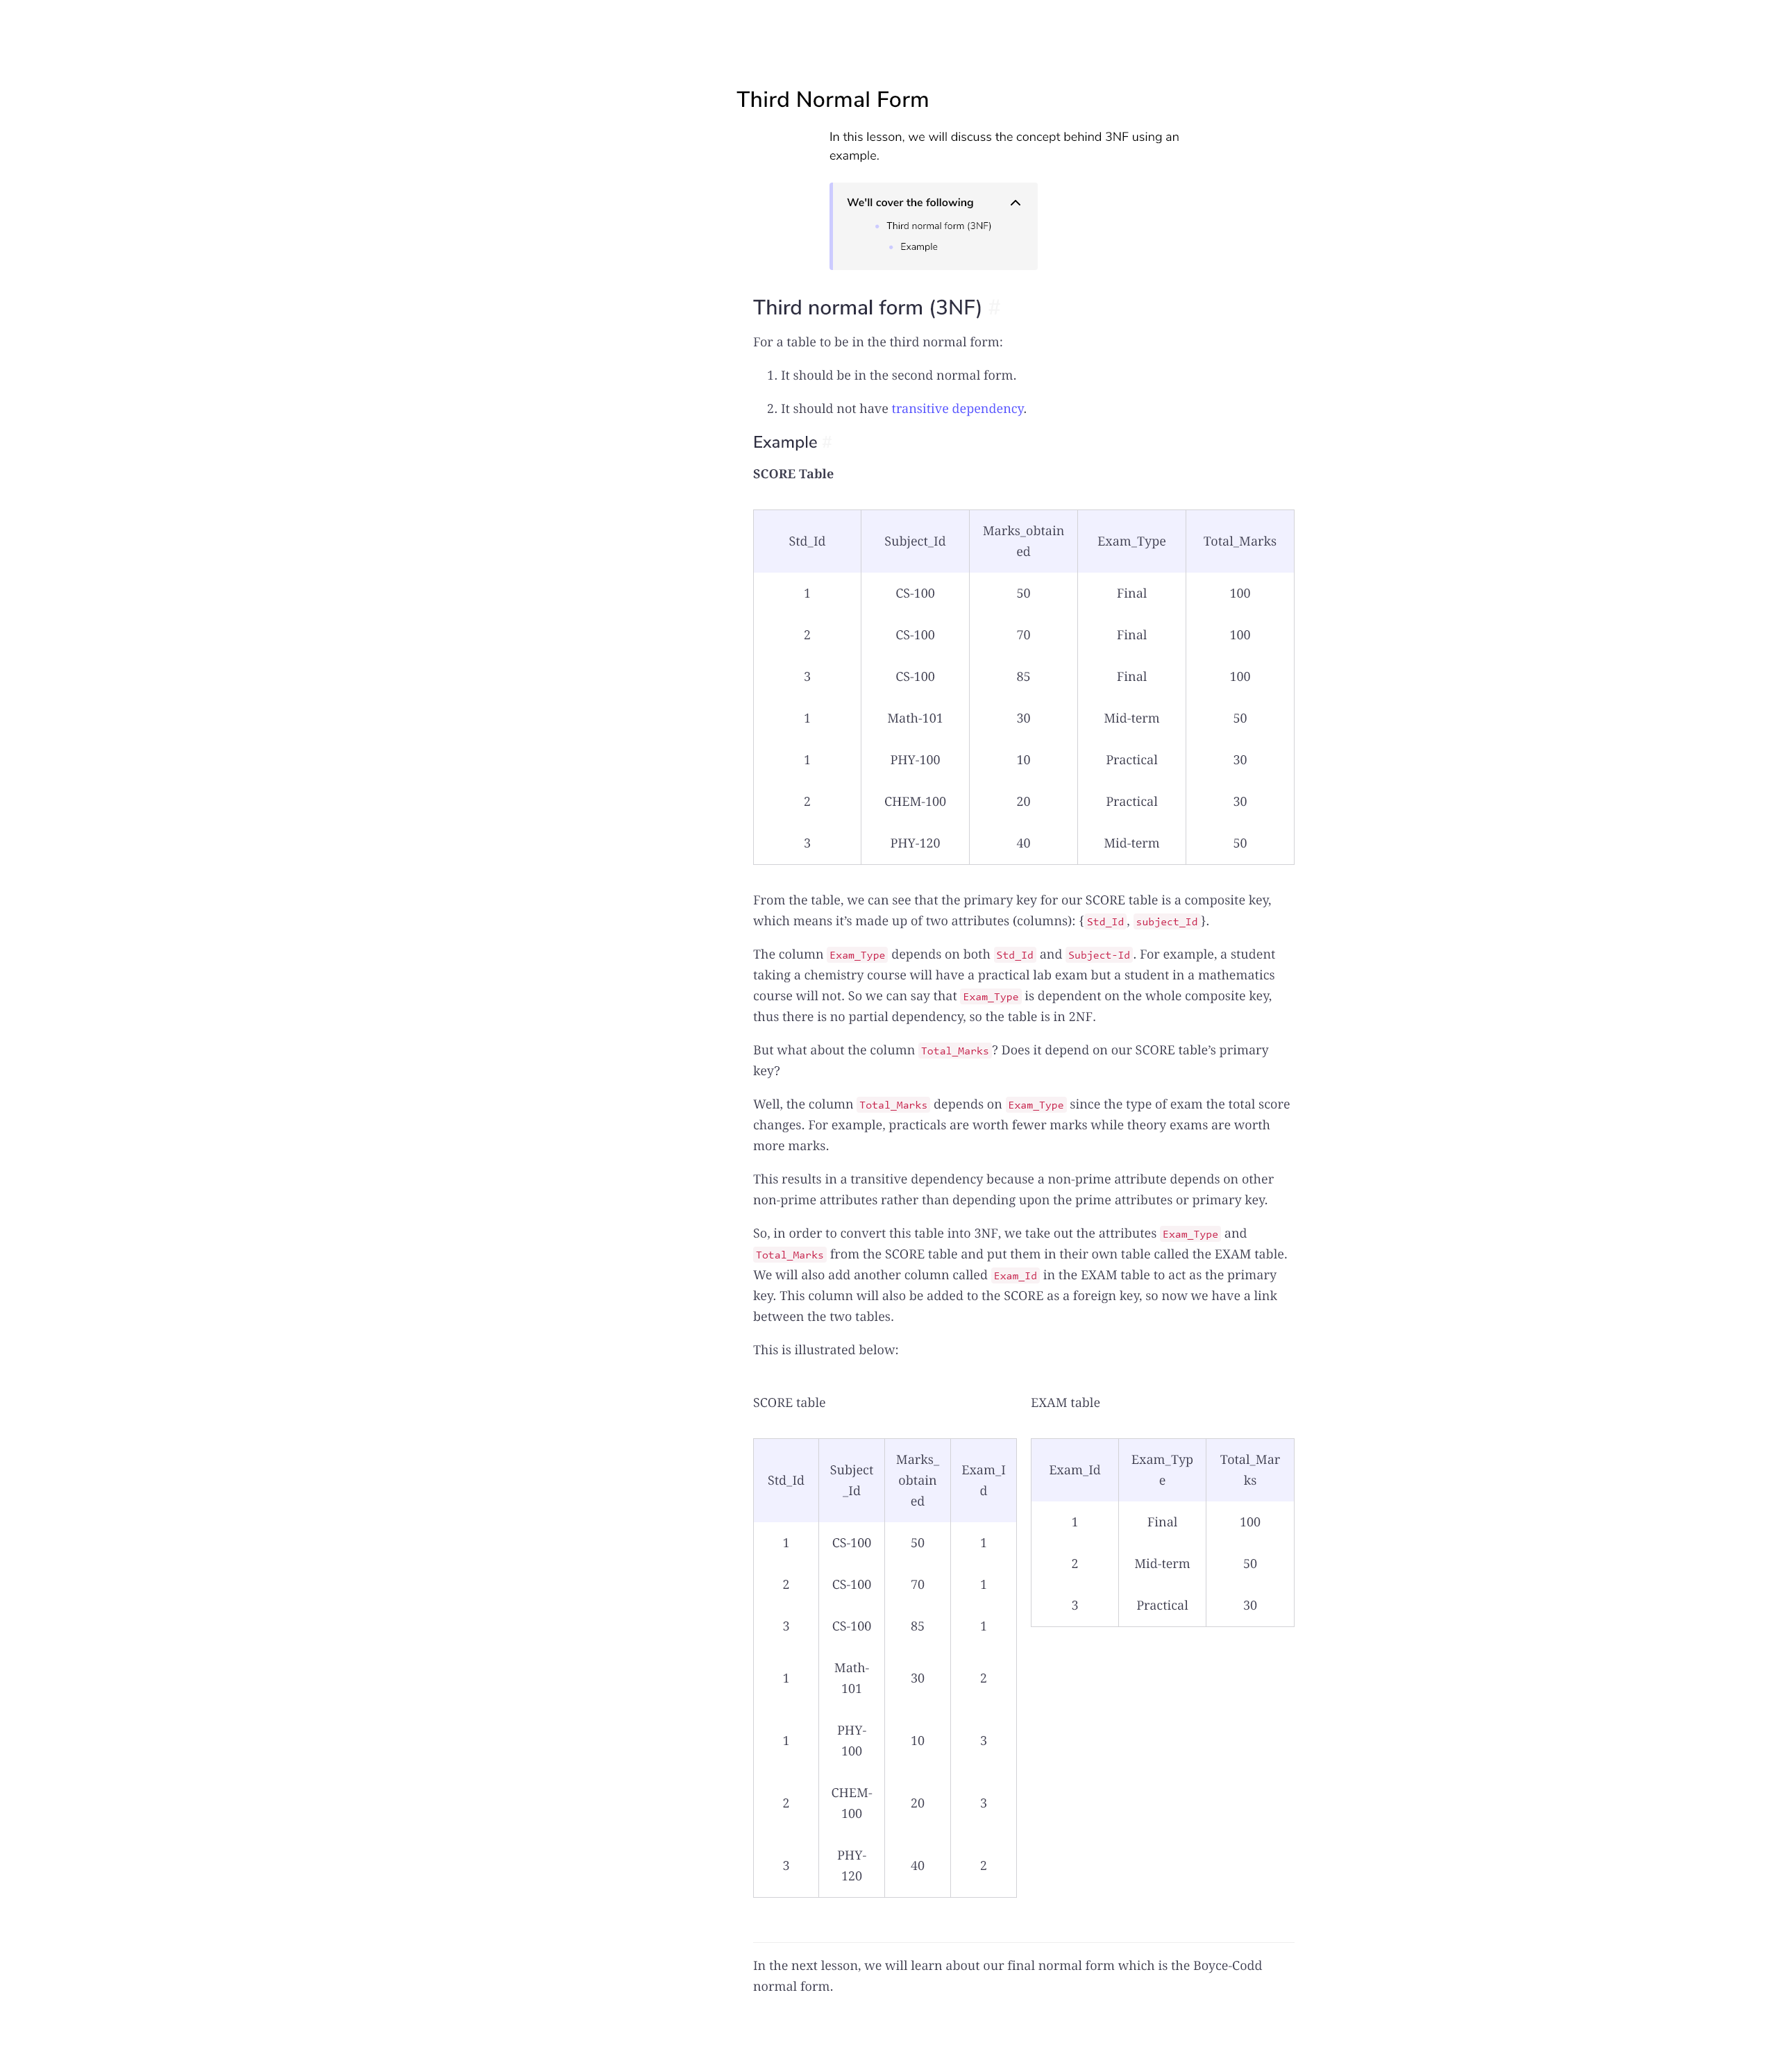 Third Normal Form
In this lesson, we will discuss the concept behind 3NF using an
example.
We'll cover the following
Third normal form (3NF)
Example
Third normal form (3NF) #
For a table to be in the third normal form:
1. It should be in the second normal form.
2. It should not have transitive dependency.
Example #
SCORE Table
Std_Id Subject_Id Marks_obtain
ed Exam_Type Total_Marks
1 CS-100 50 Final 100
2 CS-100 70 Final 100
3 CS-100 85 Final 100
1 Math-101 30 Mid-term 50
1 PHY-100 10 Practical 30
2 CHEM-100 20 Practical 30
3 PHY-120 40 Mid-term 50
From the table, we can see that the primary key for our SCORE table is a composite key,
which means it’s made up of two attributes (columns): { Std_Id , subject_Id }.
The column Exam_Type depends on both Std_Id and Subject-Id . For example, a student
taking a chemistry course will have a practical lab exam but a student in a mathematics
course will not. So we can say that Exam_Type is dependent on the whole composite key,
thus there is no partial dependency, so the table is in 2NF.
But what about the column Total_Marks ? Does it depend on our SCORE table’s primary
key?
Well, the column Total_Marks depends on Exam_Type since the type of exam the total score
changes. For example, practicals are worth fewer marks while theory exams are worth
more marks.
This results in a transitive dependency because a non-prime attribute depends on other
non-prime attributes rather than depending upon the prime attributes or primary key.
So, in order to convert this table into 3NF, we take out the attributes Exam_Type and
Total_Marks from the SCORE table and put them in their own table called the EXAM table.
We will also add another column called Exam_Id in the EXAM table to act as the primary
key. This column will also be added to the SCORE as a foreign key, so now we have a link
between the two tables.
This is illustrated below:
SCORE table
Std_Id Subject
_Id Marks_
obtain
ed Exam_I
d
1 CS-100 50 1
2 CS-100 70 1
3 CS-100 85 1
1 Math-
101 30 2
1 PHY-
100 10 3
2 CHEM-
100 20 3
3 PHY-
120 40 2
EXAM table
Exam_Id Exam_Typ
e Total_Mar
ks
1 Final 100
2 Mid-term 50
3 Practical 30
In the next lesson, we will learn about our final normal form which is the Boyce-Codd
normal form.